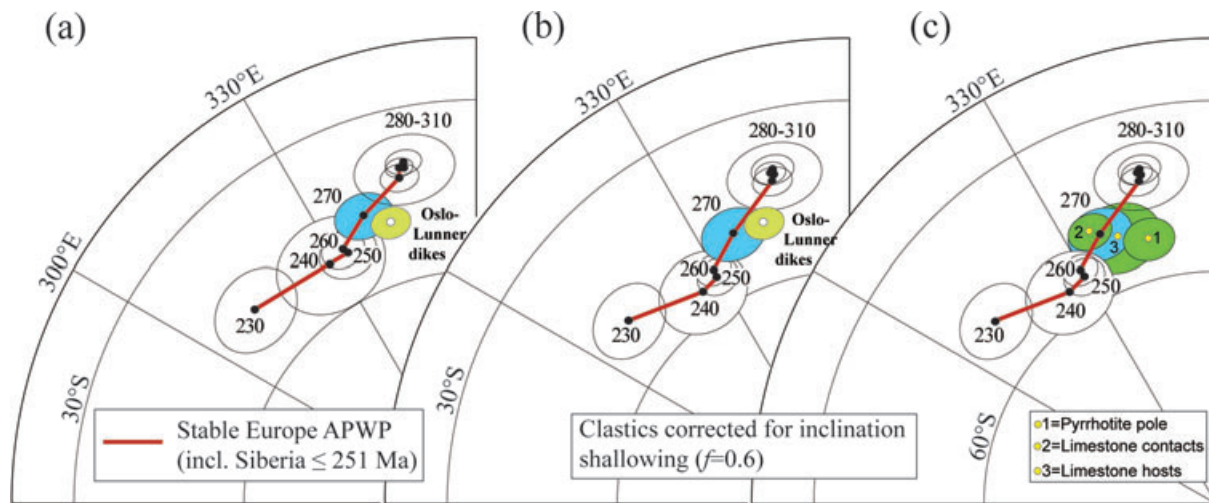 (a)
330°E
300°E
30°S
280-310
270
Oslo-
Lunner
dikes
260
250
240
230
Stable Europe APWP
(incl. Siberia ≤ 251 Ma)
(b)
330°E
300°E
30°S
280-310
270
Oslo-
Lunner
dikes
260
250
240
230
Clastics corrected for inclination
shallowing (f=0.6)
(c)
330°E
280-310
270
2
3
1
260
250
240
230
60°S
1=Pyrrhotite pole
2=Limestone contacts
3=Limestone hosts